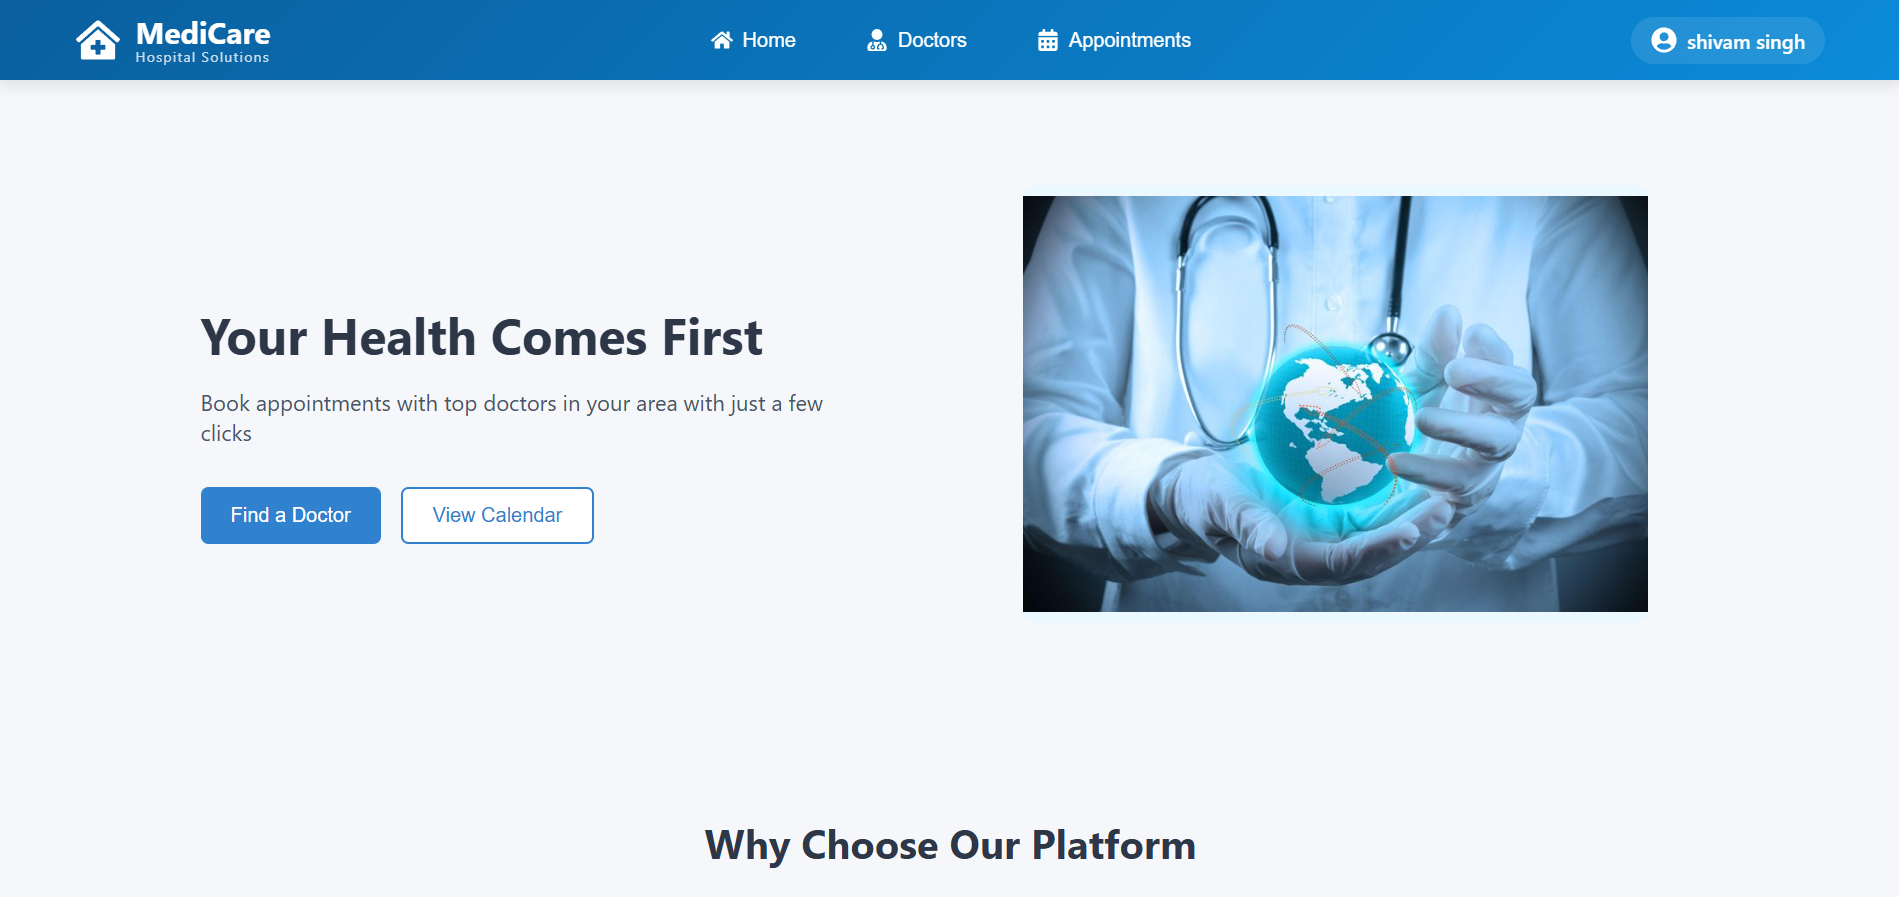 MediCare
Hospital Solutions
Home
Doctors
Appointments
shivam singh
Your Health Comes First
Book appointments with top doctors in your area with just a few
clicks
Find a Doctor
View Calendar
Why Choose Our Platform